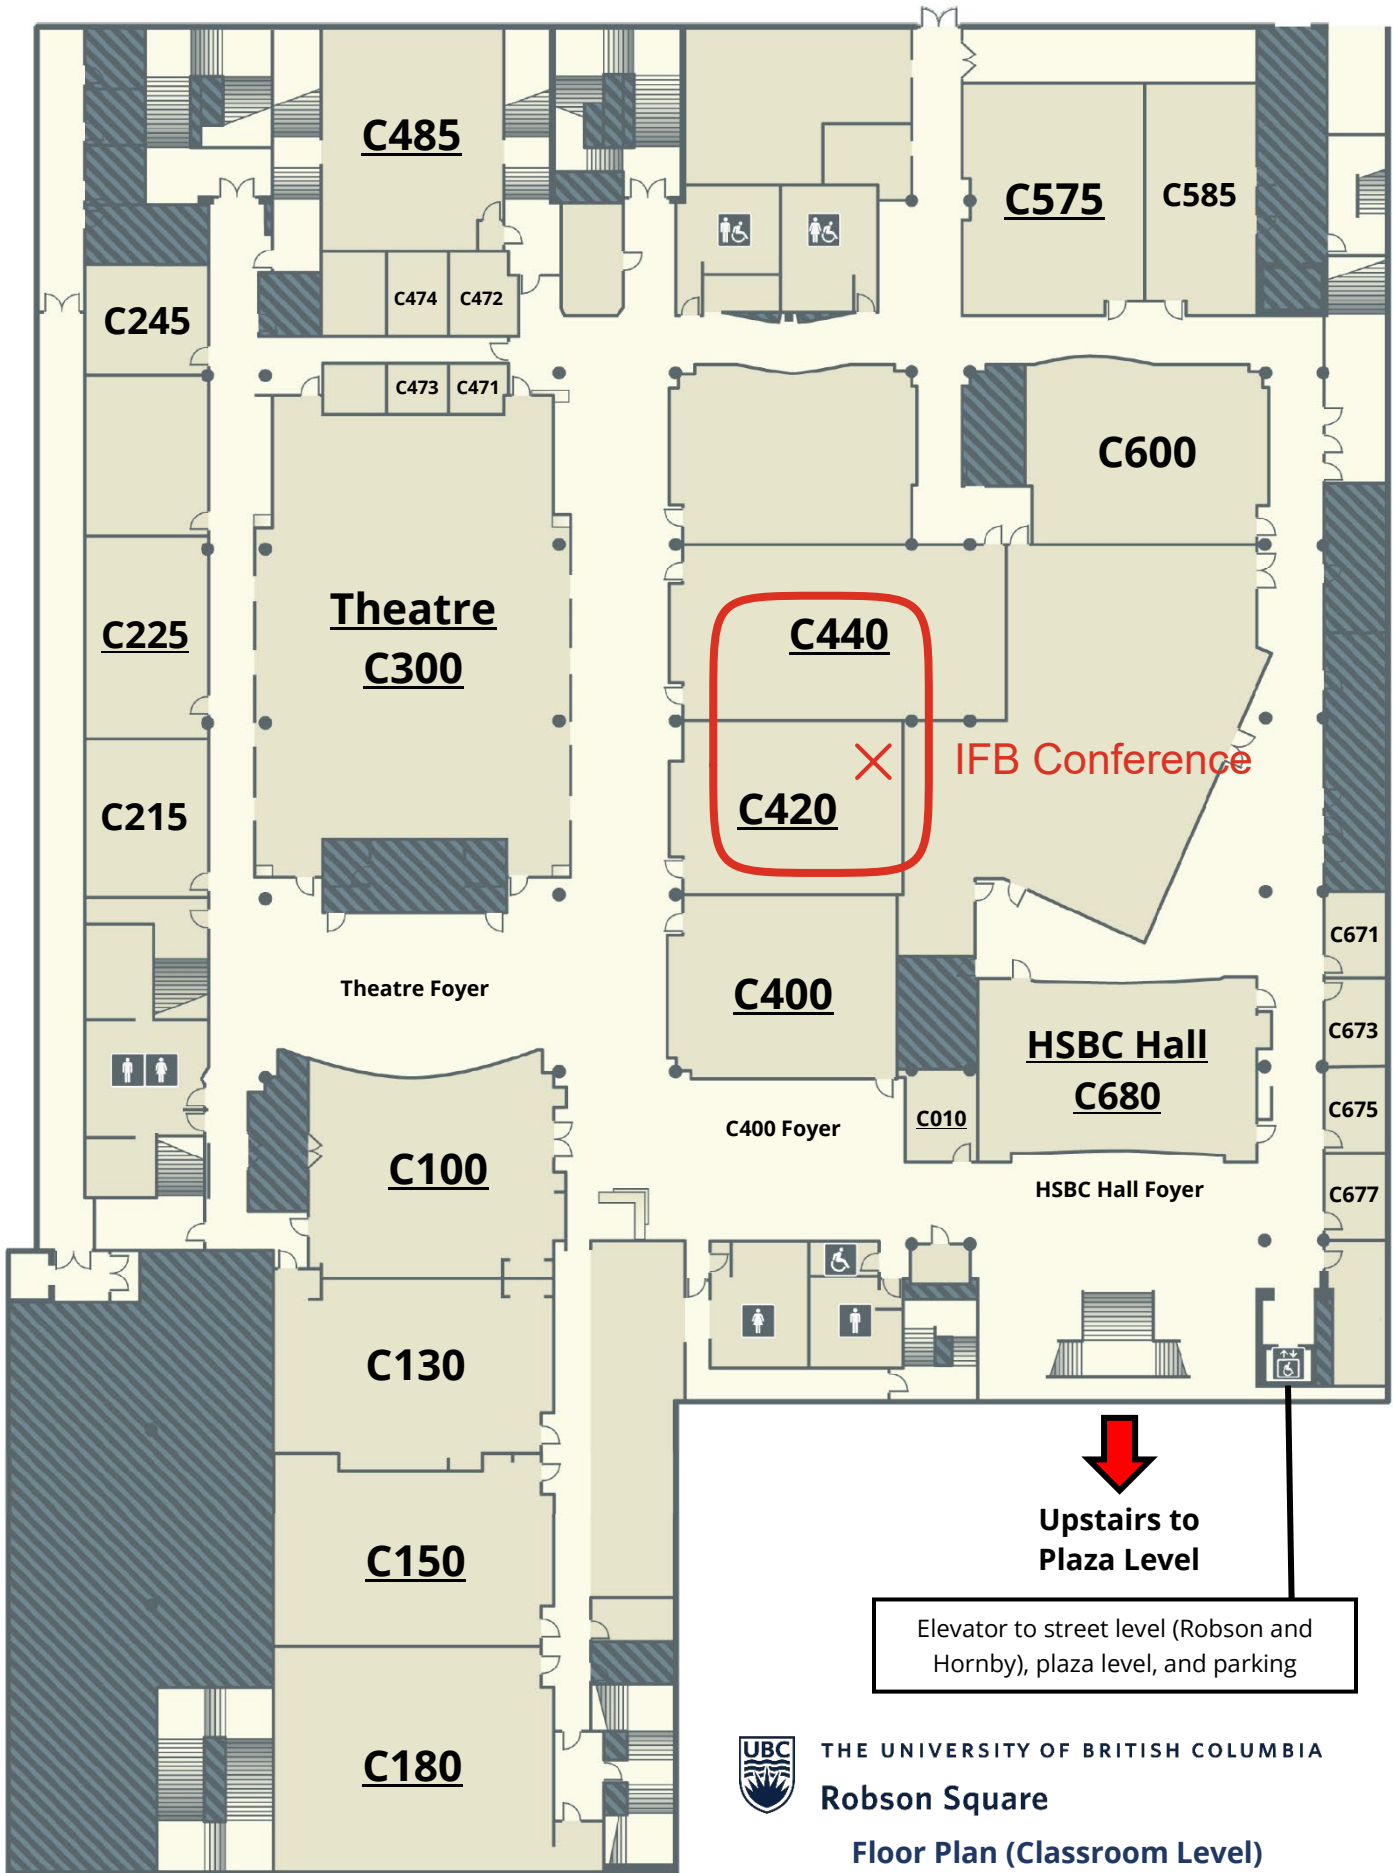 C485
C575
C585
C245
C474
C472
C473
C471
C600
Theatre
C300
C225
C440
IFB Conference
C420
C215
C671
Theatre Foyer
C400
C673
HSBC Hall
C680
C675
C010
C400 Foyer
C100
HSBC Hall Foyer
C677
C130
Upstairs to
Plaza Level
C150
Elevator to street level (Robson and
Hornby), plaza level, and parking
UBC
THE UNIVERSITY OF BRITISH COLUMBIA
Robson Square
C180
Floor Plan (Classroom Level)